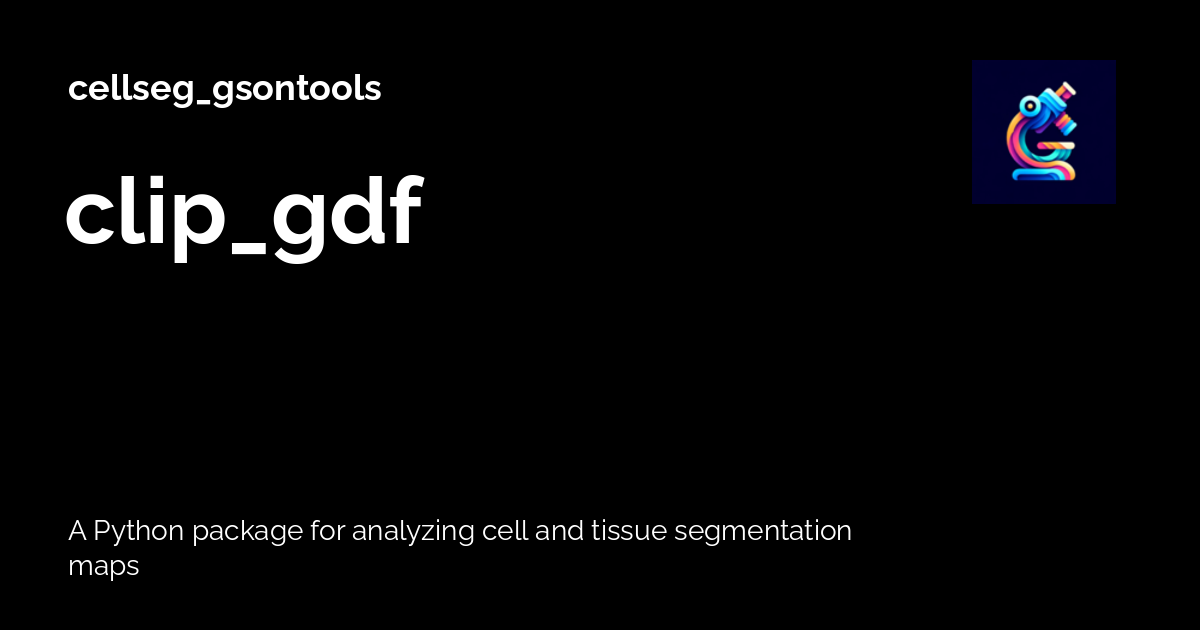 cellseg_gsontools
clip_gdf
A Python package for analyzing cell and tissue segmentation
maps